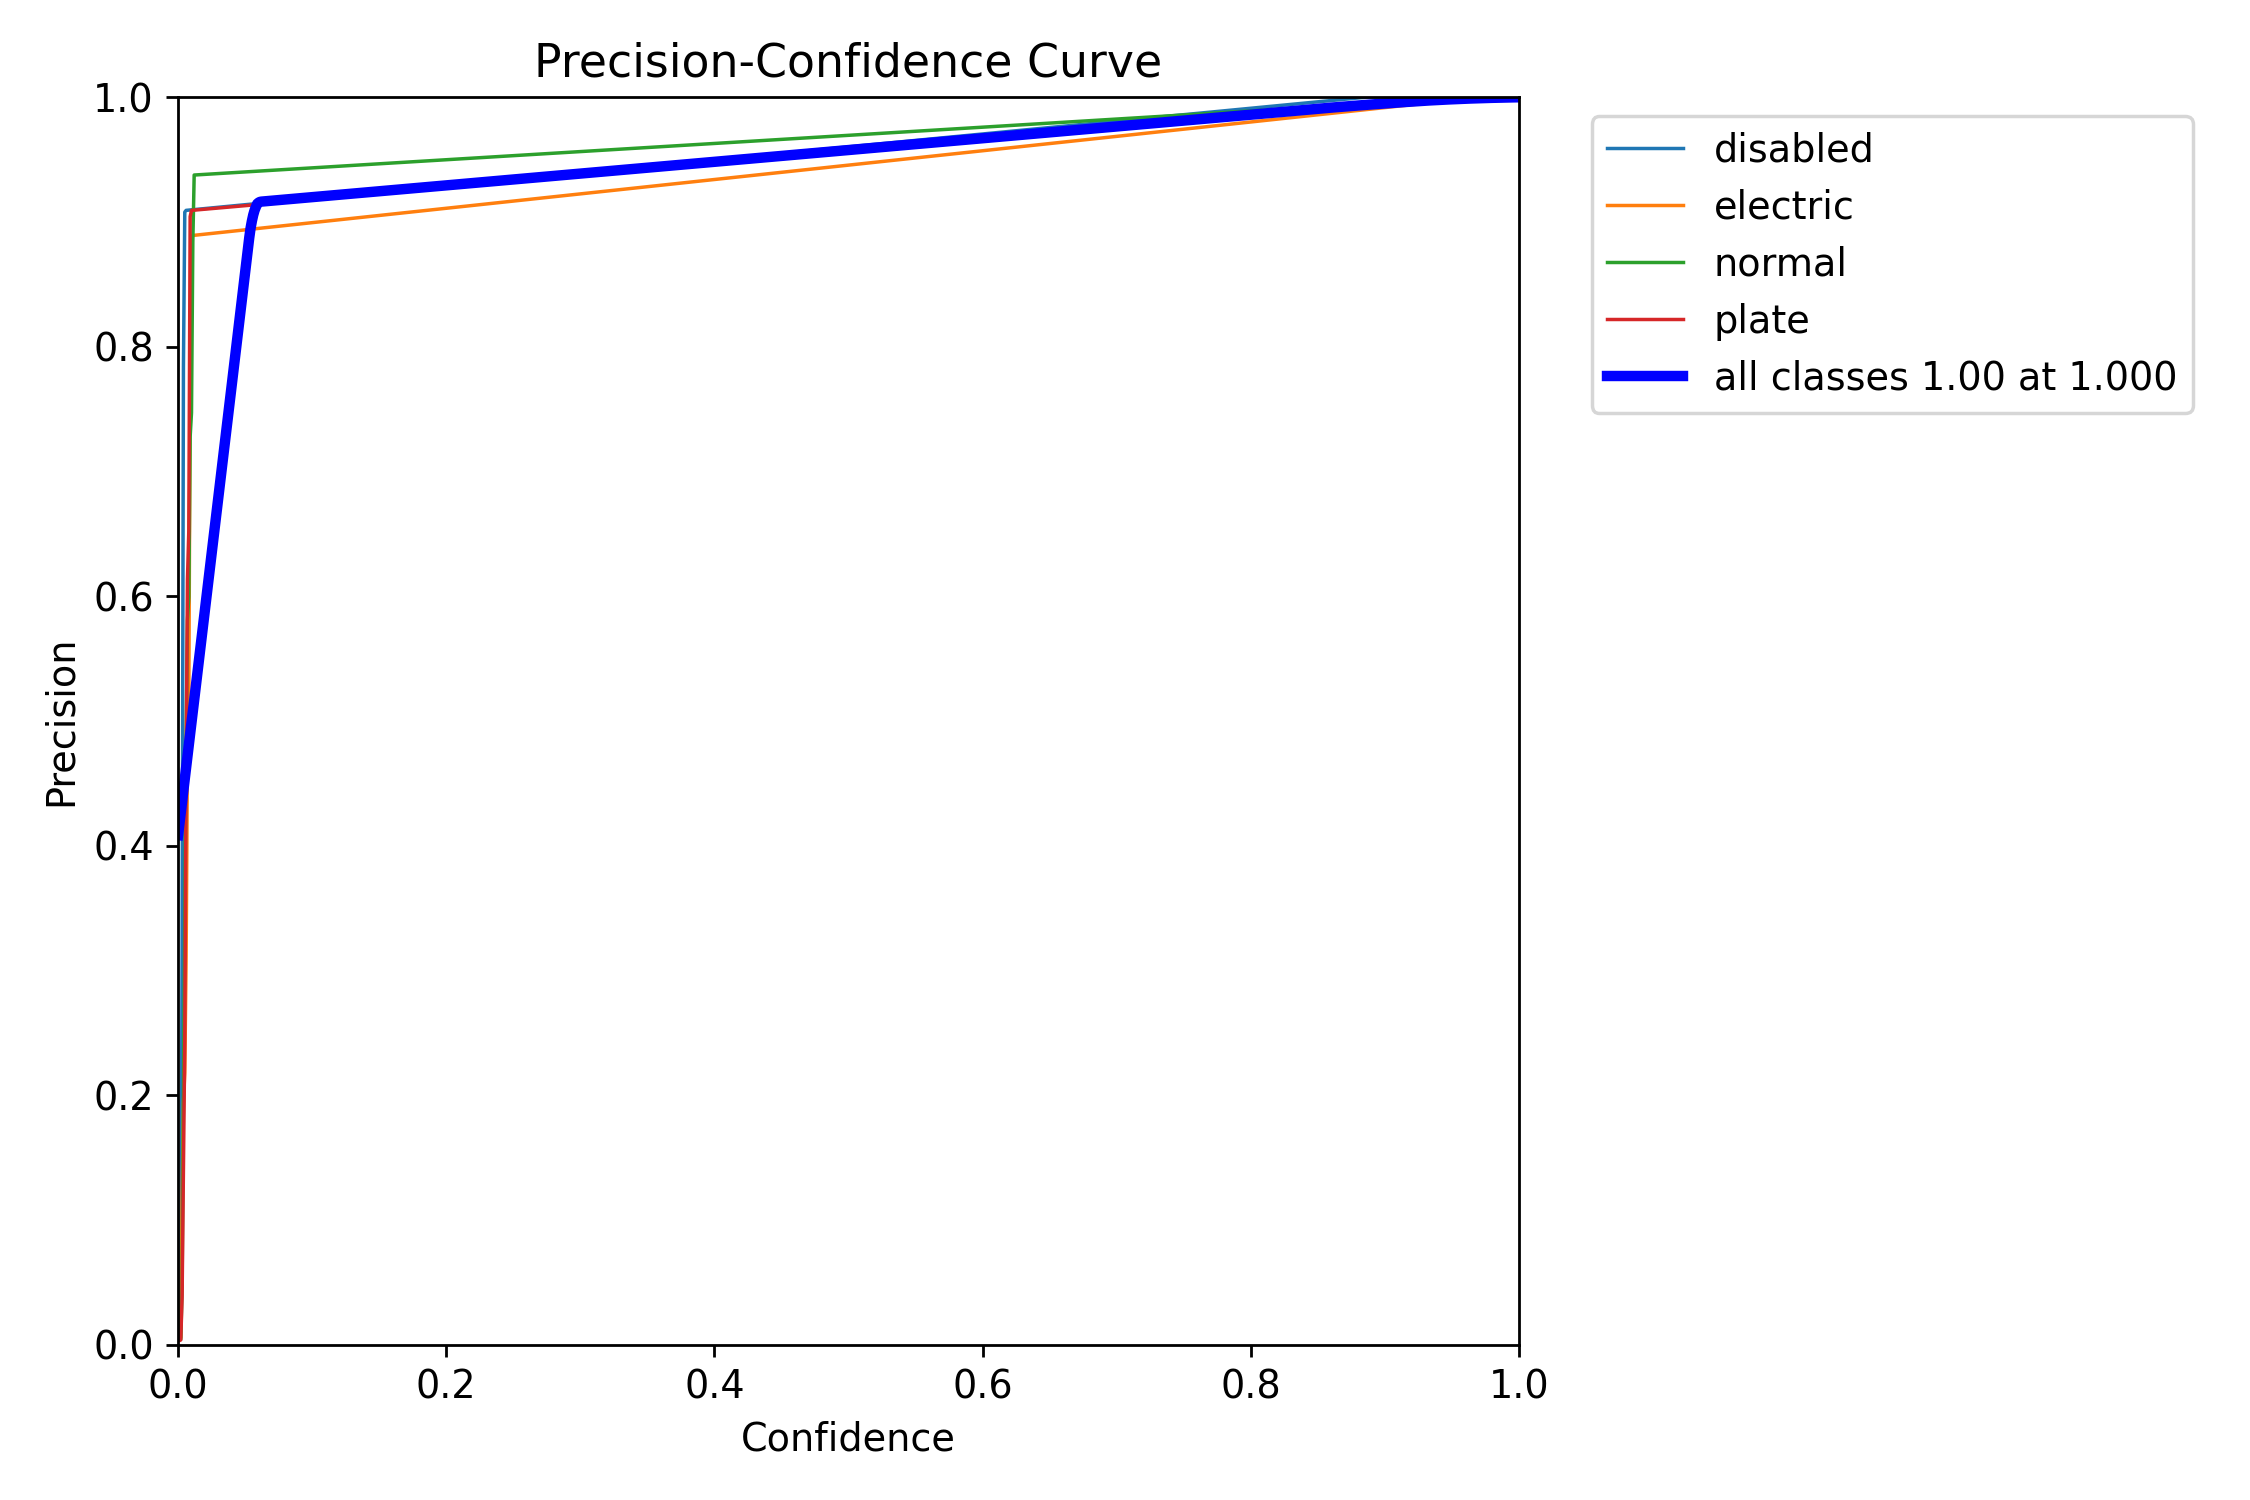 Precision-Confidence Curve
1.0
0.8
0.6
0.4
0.2
0.0
Precision
0.0 0.2 0.4 0.6 0.8 1.0
Confidence
disabled
electric
normal
plate
all classes 1.00 at 1.000